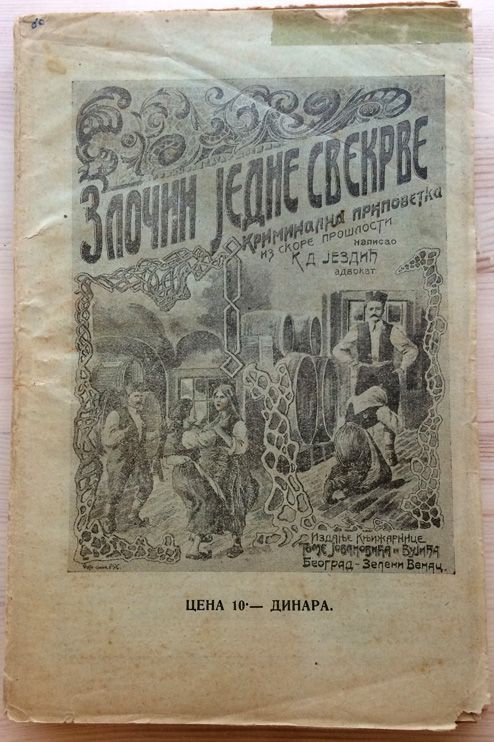 Злочин једне свекрве
Криминална приповетка
из скоре прошлости
написао
К. Д. Јездић
адвокат
Издање Књижарнице
Томе Јовановића и Вујића
Београд - Зелени Венац.
ЦЕНА 10·— ДИНАРА.